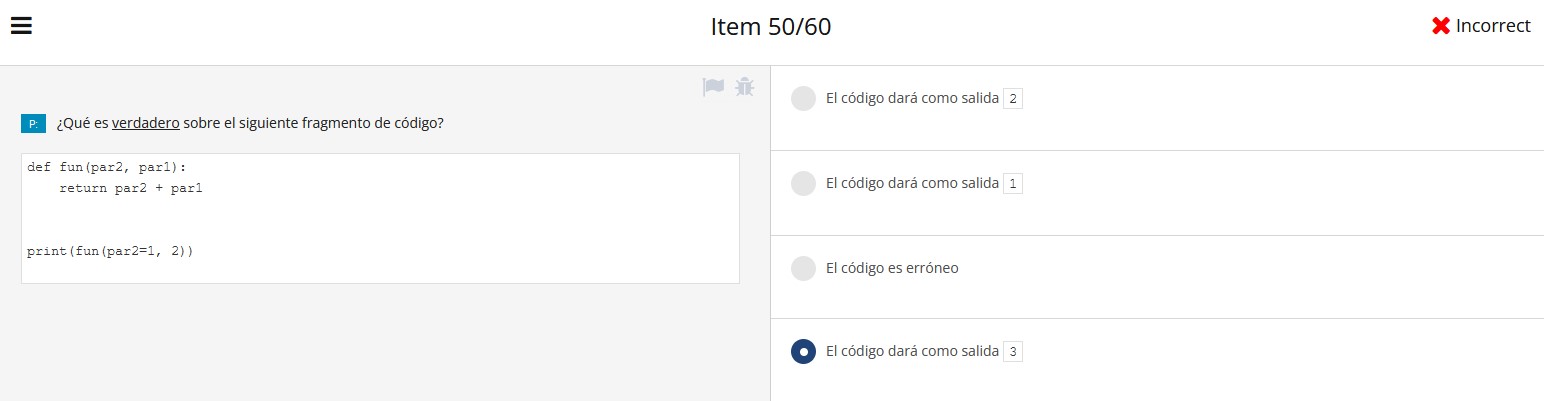 Item 50/60
Incorrect
P: ¿Qué es verdadero sobre el siguiente fragmento de código?
def fun(par2, par1):
    return par2 + par1
print(fun(par2=1, 2))
El código dará como salida 2
El código dará como salida 1
El código es erróneo
El código dará como salida 3